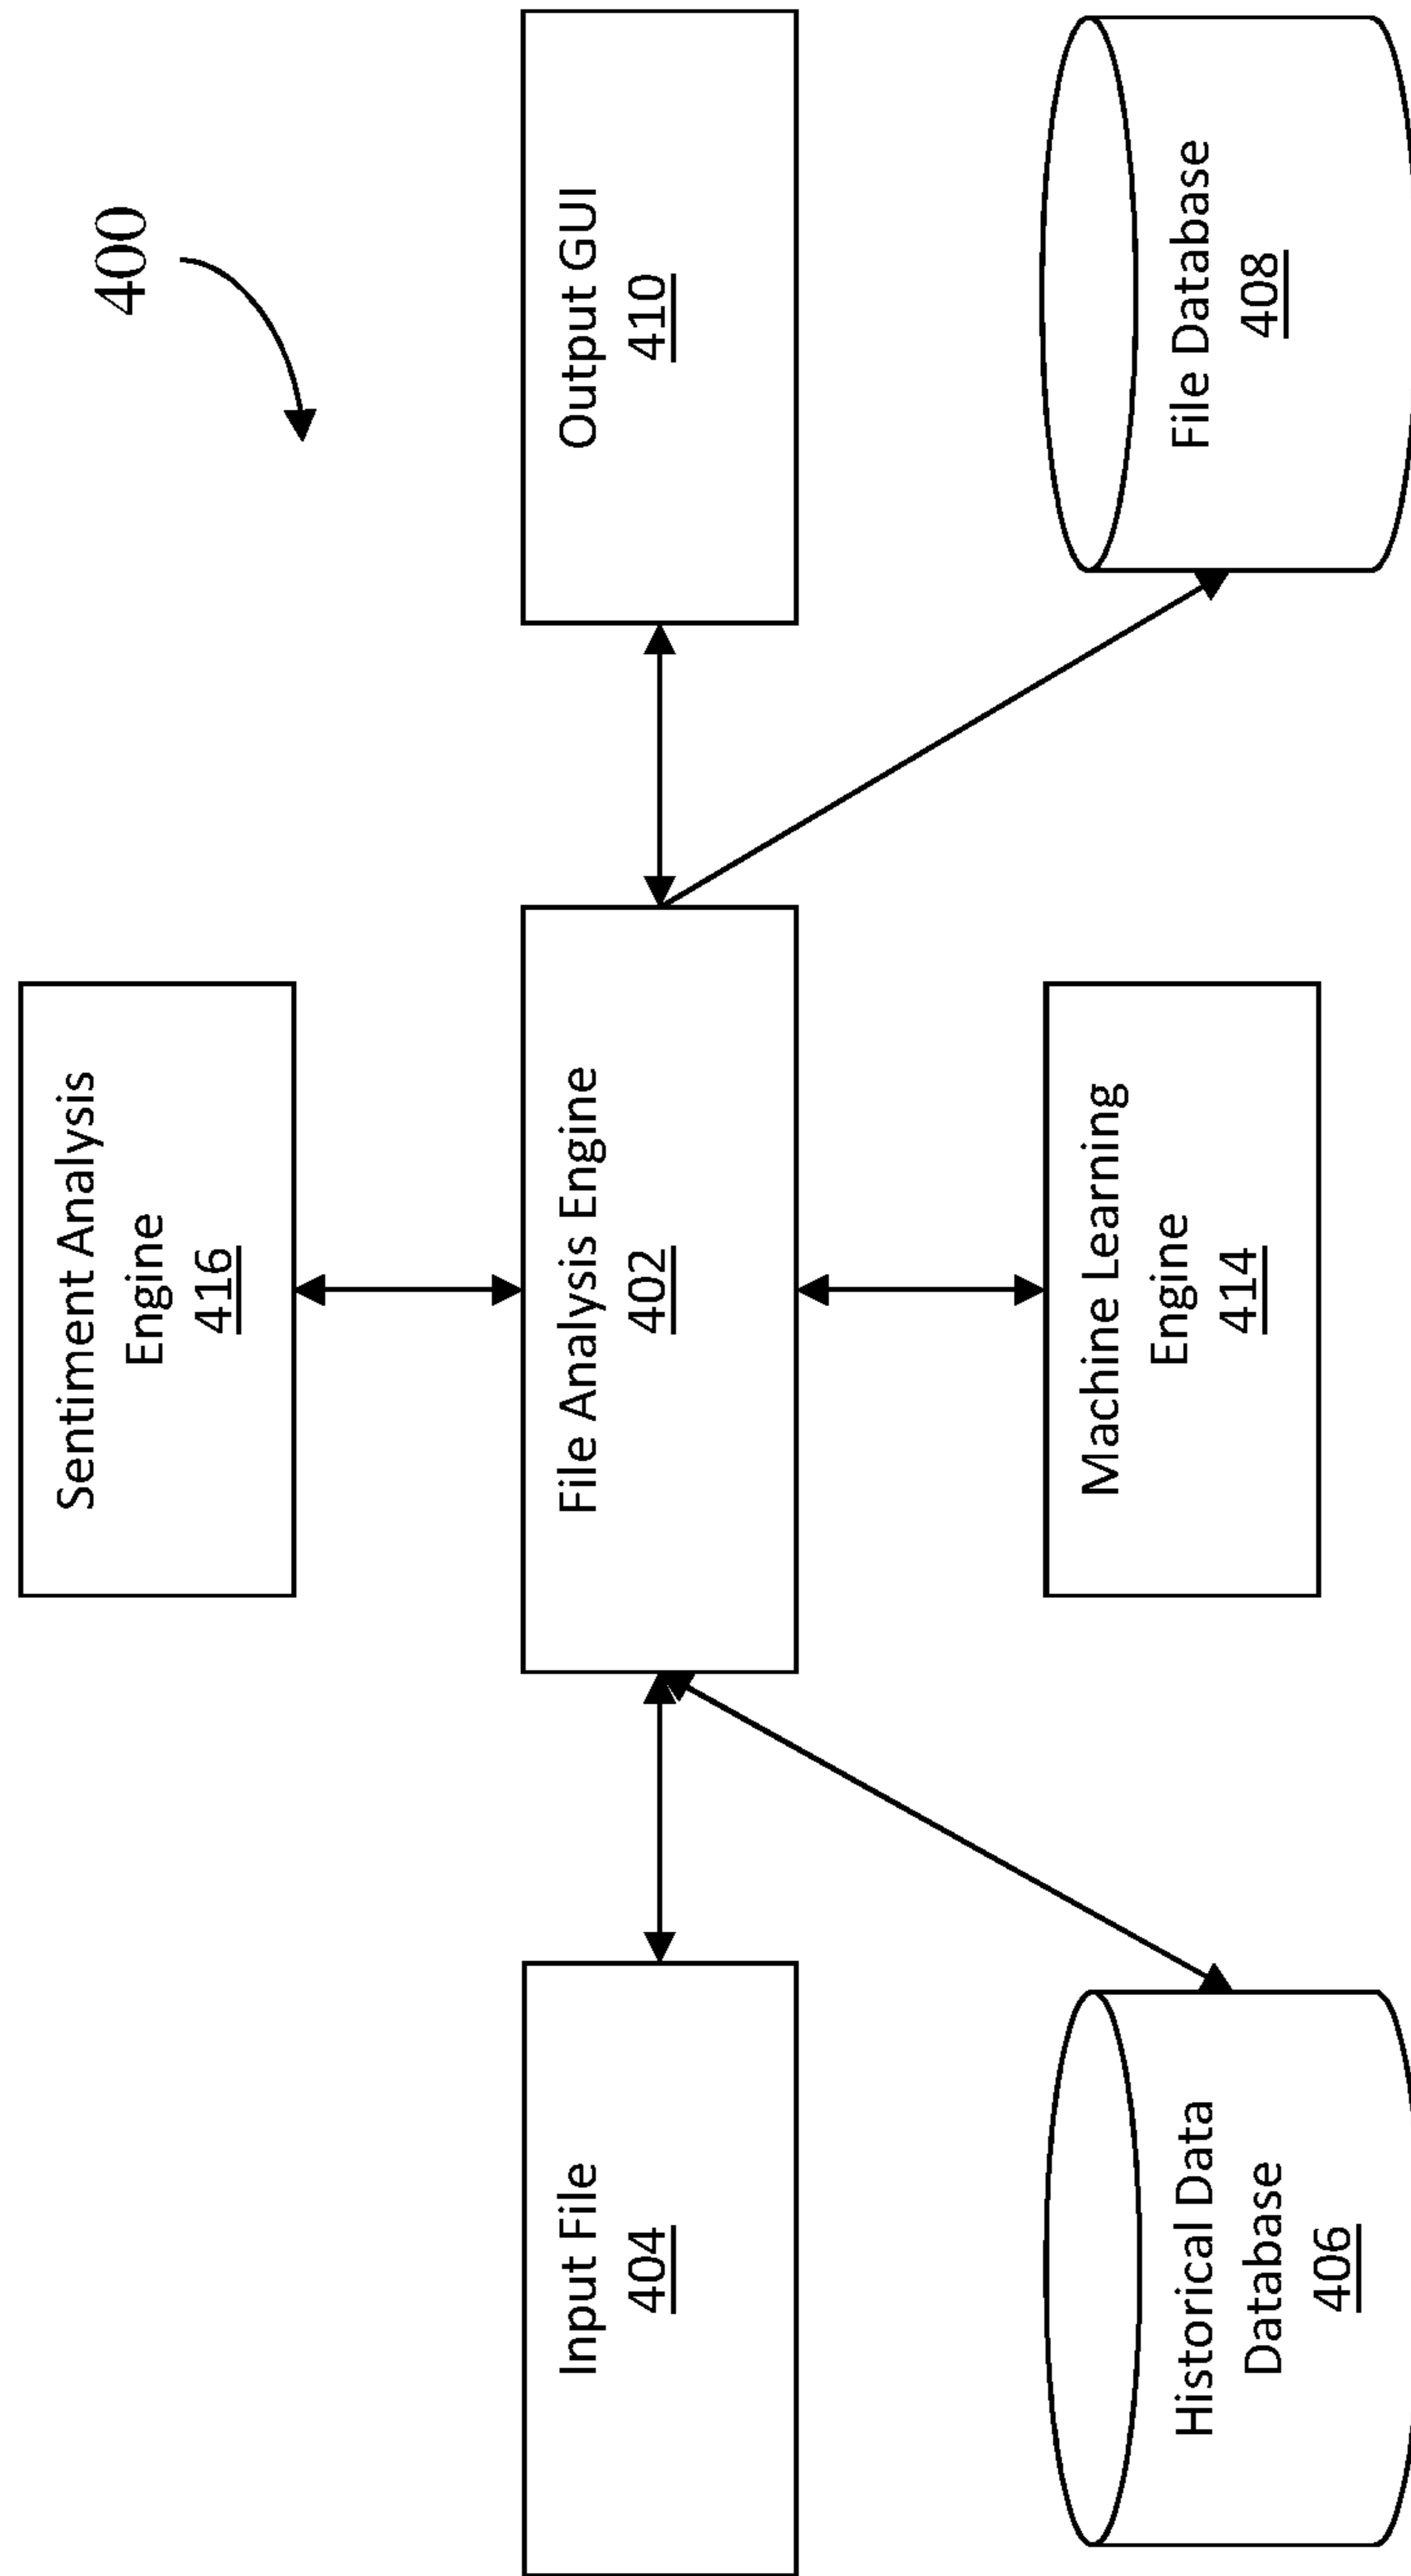 400
Sentiment Analysis
Engine
416
Input File
404
File Analysis Engine
402
Output GUI
410
Historical Data
Database
406
Machine Learning
Engine
414
File Database
408